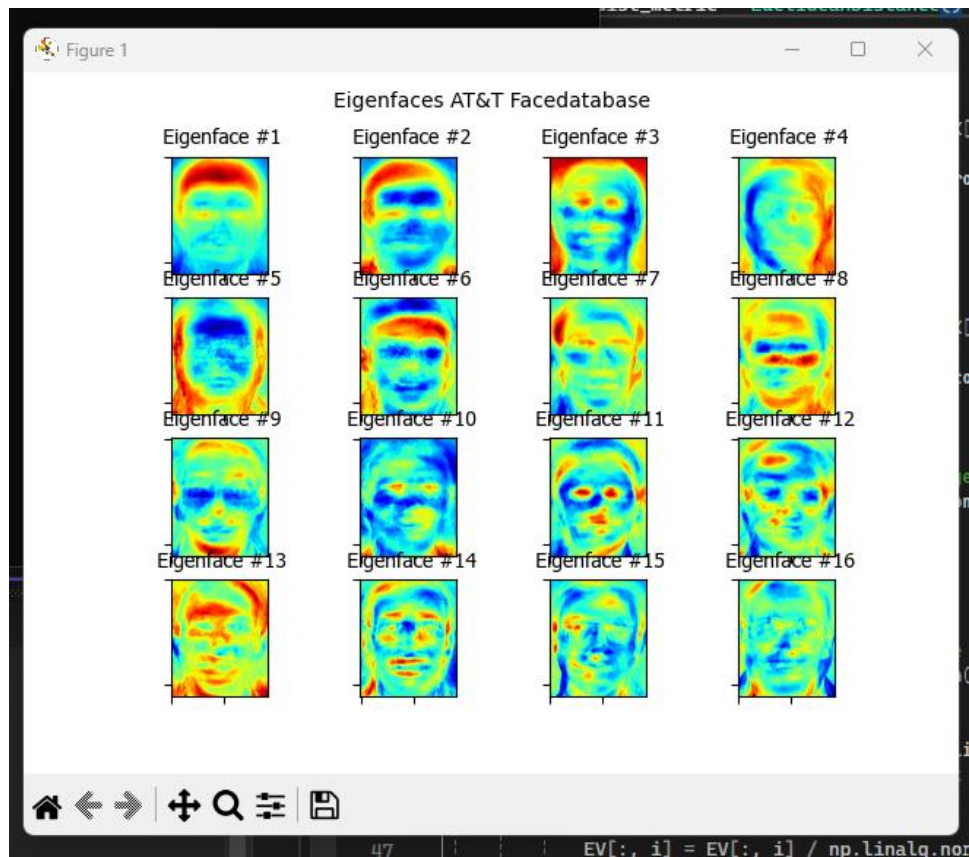 Figure 1
Eigenfaces AT&T Facedatabase
Eigenface #1 Eigenface #2 Eigenface #3 Eigenface #4
Eigenface #5 Eigenface #6 Eigenface #7 Eigenface #8
Eigenface #9 Eigenface #10 Eigenface #11 Eigenface #12
Eigenface #13 Eigenface #14 Eigenface #15 Eigenface #16
47 EV[:, i] = EV[:, i] / np.linalg.nor